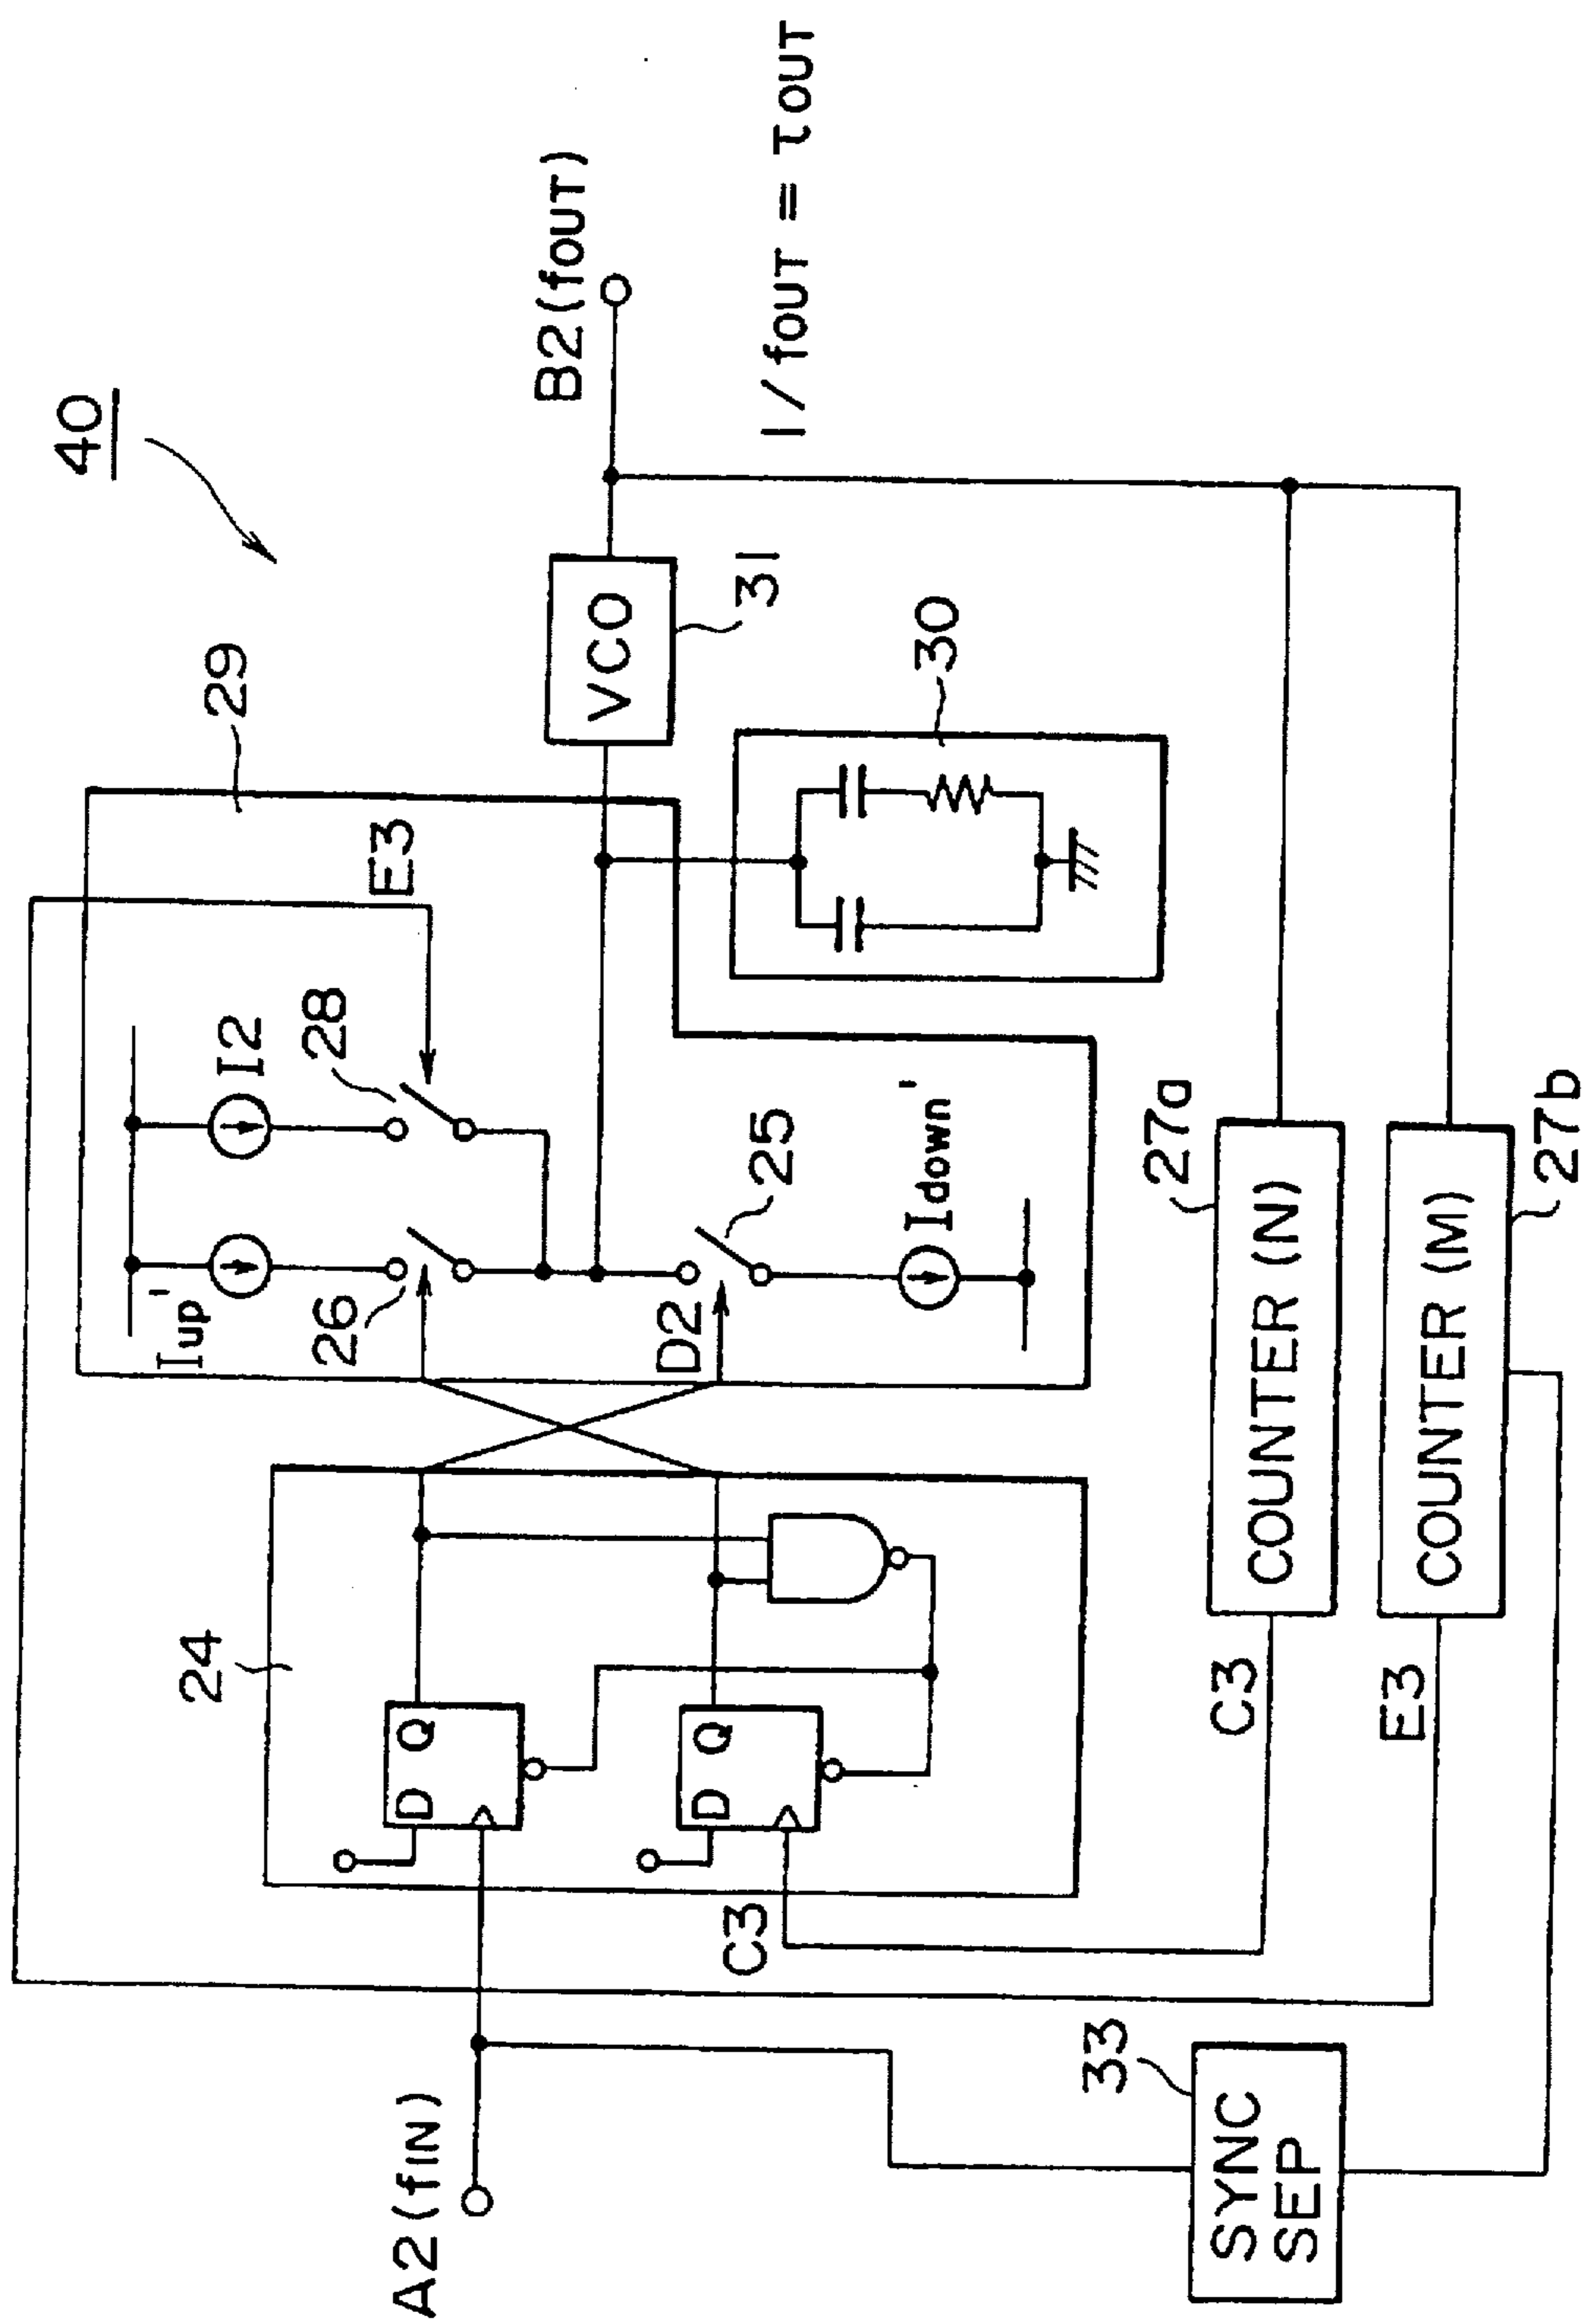 40
29
E3
Iup'
I2
28
26
D2
25
Idown'
24
D Q
D Q
C3
VCO
31
30
B2(fOUT)
1/fOUT = τOUT
A2(fIN)
33
SYNC
SEP
C3
COUNTER (N)
27a
E3
COUNTER (M)
27b